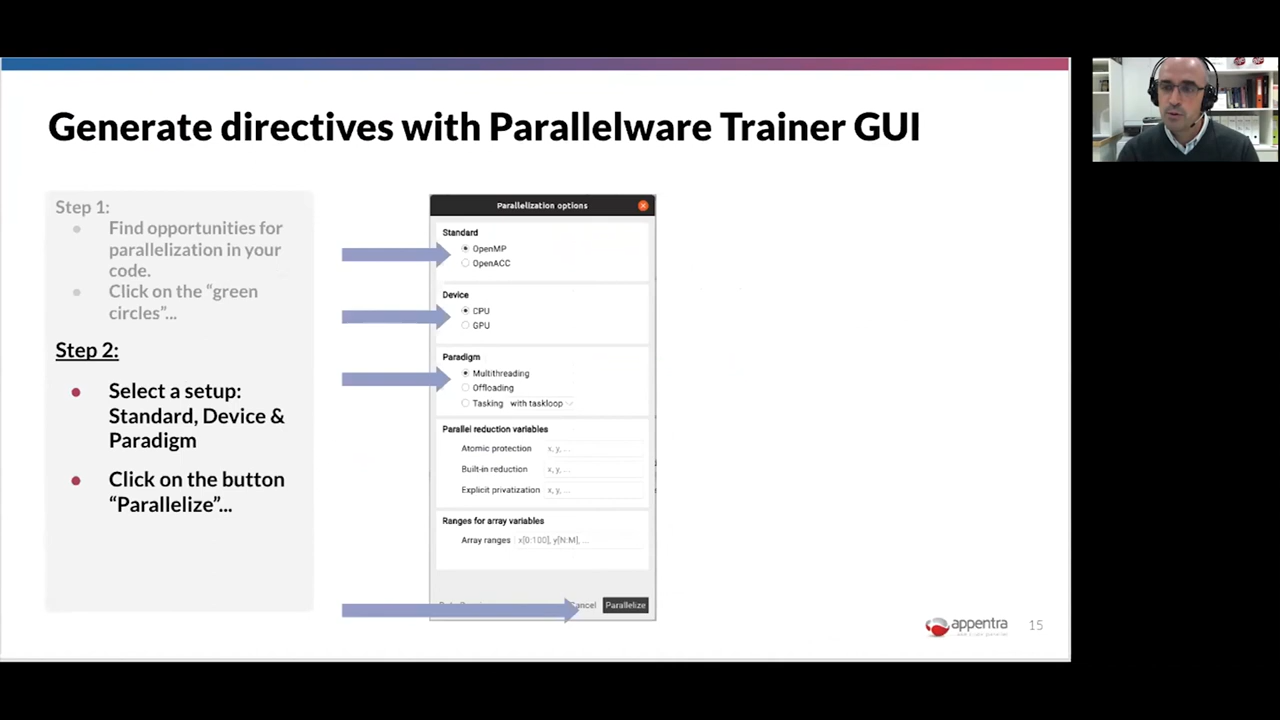 Generate directives with Parallelware Trainer GUI
Step 1:
● Find opportunities for
parallelization in your
code.
● Click on the “green
circles”...
Step 2:
● Select a setup:
Standard, Device &
Paradigm
● Click on the button
“Parallelize”...
Parallelization options
Standard
OpenMP
OpenACC
Device
CPU
GPU
Paradigm
Multithreading
Offloading
Tasking with taskloop
Parallel reduction variables
Atomic protection x, y, ...
Built-in reduction x, y, ...
Explicit privatization x, y, ...
Ranges for array variables
Array ranges x[0:100], y[N:M], ...
Parallelize
appentra
15